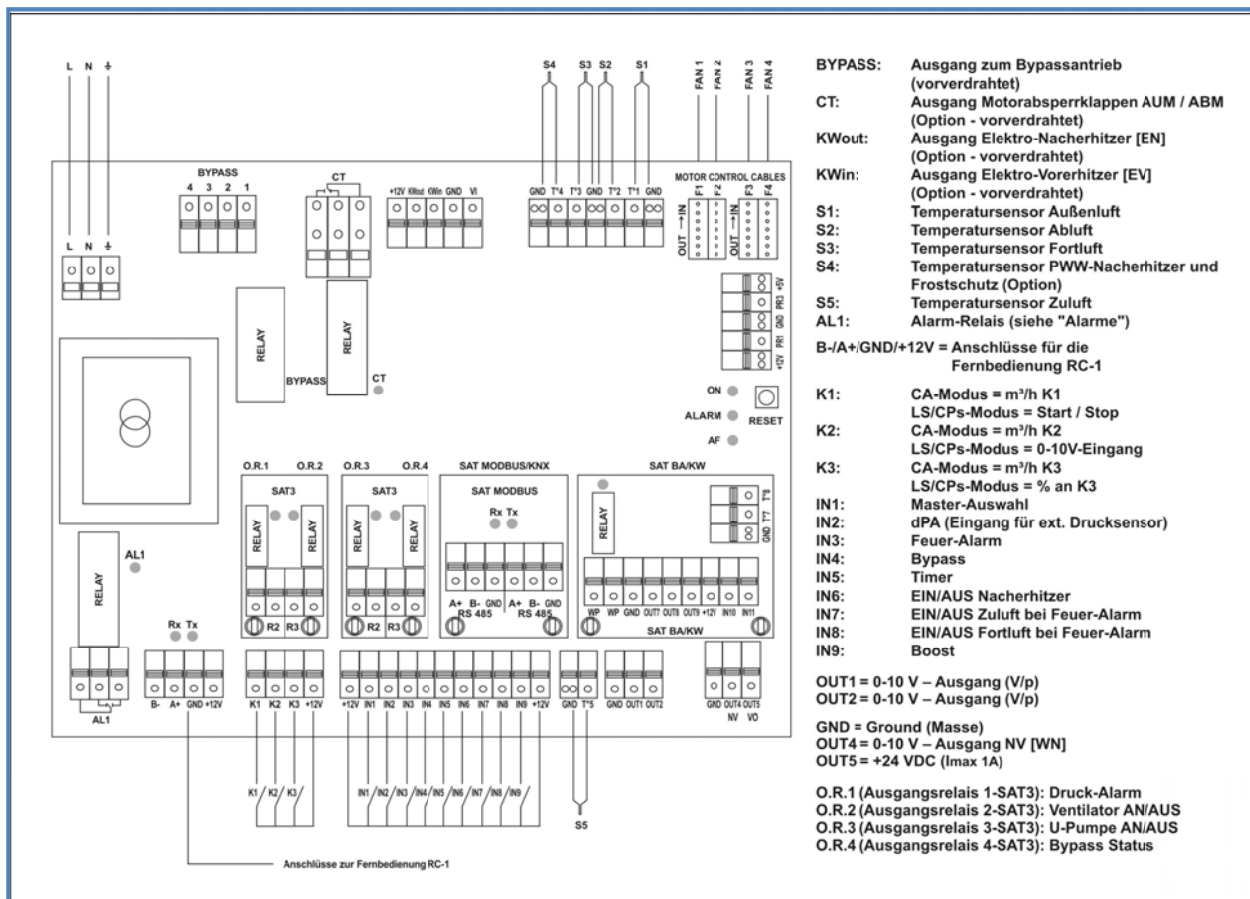 L N ⏚
S4 S3 S2 S1
FAN 1
FAN 2
FAN 3
FAN 4
BYPASS
4 3 2 1
CT
+12V KWout KWin GND VI
GND T°4 T°3 GND T°2 T°1 GND
MOTOR CONTROL CABLES
F1
F2
F3
F4
OUT → IN
OUT → IN
L N ⏚
+5V
PR3
GND
PR1
+12V
RELAY
BYPASS
RELAY
CT
ON
ALARM
AF
RESET
O.R.1 O.R.2
SAT3
RELAY
RELAY
R2 R3
O.R.3 O.R.4
SAT3
RELAY
RELAY
R2 R3
SAT MODBUS/KNX
SAT MODBUS
Rx Tx
A+ B- GND A+ B- GND
RS 485 RS 485
SAT BA/KW
RELAY
T°8
T°7
GND
WP WP GND OUT7 OUT8 OUT9 +12V IN10 IN11
SAT BA/KW
RELAY
AL1
Rx Tx
AL1
B- A+ GND +12V
K1 K2 K3 +12V
+12V IN1 IN2 IN3 IN4 IN5 IN6 IN7 IN8 IN9 +12V
GND T°5
GND OUT1 OUT2
GND OUT4 OUT5
NV VO
K1 K2 K3
IN1 IN2 IN3 IN4 IN5 IN6 IN7 IN8 IN9
S5
Anschlüsse zur Fernbedienung RC-1
BYPASS: Ausgang zum Bypassantrieb
(vorverdrahtet)
CT: Ausgang Motorabsperrklappen AUM / ABM
(Option - vorverdrahtet)
KWout: Ausgang Elektro-Nacherhitzer [EN]
(Option - vorverdrahtet)
KWin: Ausgang Elektro-Vorerhitzer [EV]
(Option - vorverdrahtet)
S1: Temperatursensor Außenluft
S2: Temperatursensor Abluft
S3: Temperatursensor Fortluft
S4: Temperatursensor PWW-Nacherhitzer und
Frostschutz (Option)
S5: Temperatursensor Zuluft
AL1: Alarm-Relais (siehe "Alarme")
B-/A+/GND/+12V = Anschlüsse für die
Fernbedienung RC-1
K1: CA-Modus = m³/h K1
LS/CPs-Modus = Start / Stop
K2: CA-Modus = m³/h K2
LS/CPs-Modus = 0-10V-Eingang
K3: CA-Modus = m³/h K3
LS/CPs-Modus = % an K3
IN1: Master-Auswahl
IN2: dPA (Eingang für ext. Drucksensor)
IN3: Feuer-Alarm
IN4: Bypass
IN5: Timer
IN6: EIN/AUS Nacherhitzer
IN7: EIN/AUS Zuluft bei Feuer-Alarm
IN8: EIN/AUS Fortluft bei Feuer-Alarm
IN9: Boost
OUT1 = 0-10 V – Ausgang (V/p)
OUT2 = 0-10 V – Ausgang (V/p)
GND = Ground (Masse)
OUT4 = 0-10 V – Ausgang NV [WN]
OUT5 = +24 VDC (Imax 1A)
O.R.1 (Ausgangsrelais 1-SAT3): Druck-Alarm
O.R.2 (Ausgangsrelais 2-SAT3): Ventilator AN/AUS
O.R.3 (Ausgangsrelais 3-SAT3): U-Pumpe AN/AUS
O.R.4 (Ausgangsrelais 4-SAT3): Bypass Status